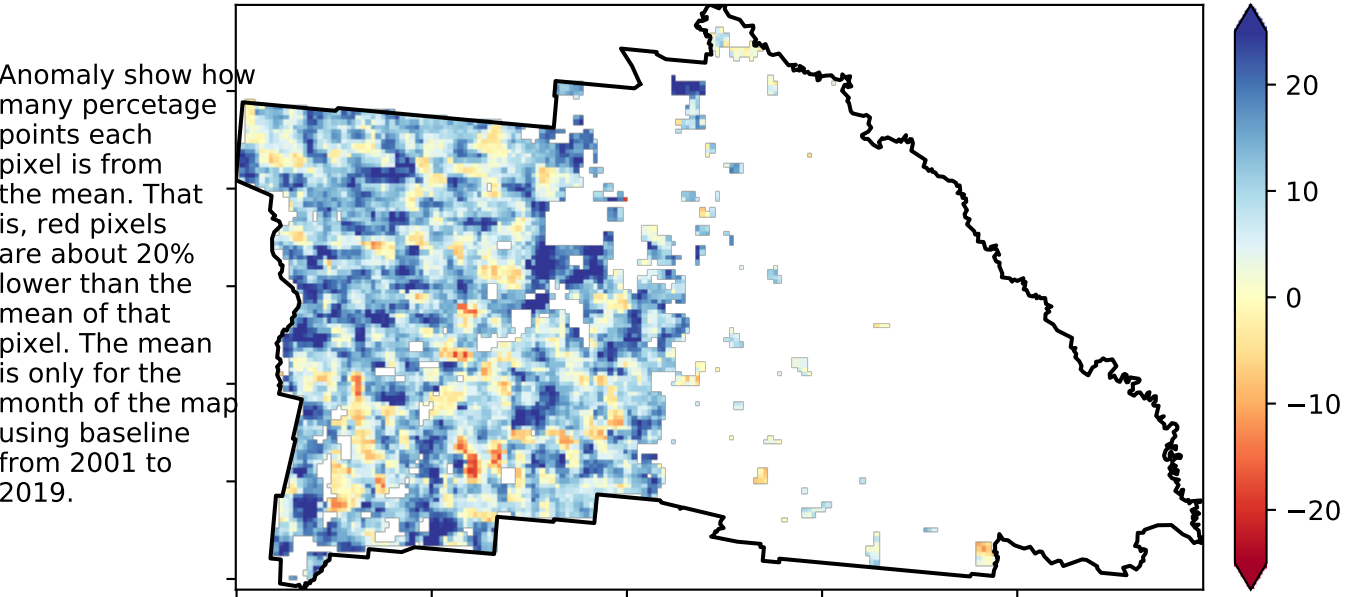 Anomaly show how
many percetage
points each
pixel is from
the mean. That
is, red pixels
are about 20%
lower than the
mean of that
pixel. The mean
is only for the
month of the map
using baseline
from 2001 to
2019.
20
10
0
−10
−20